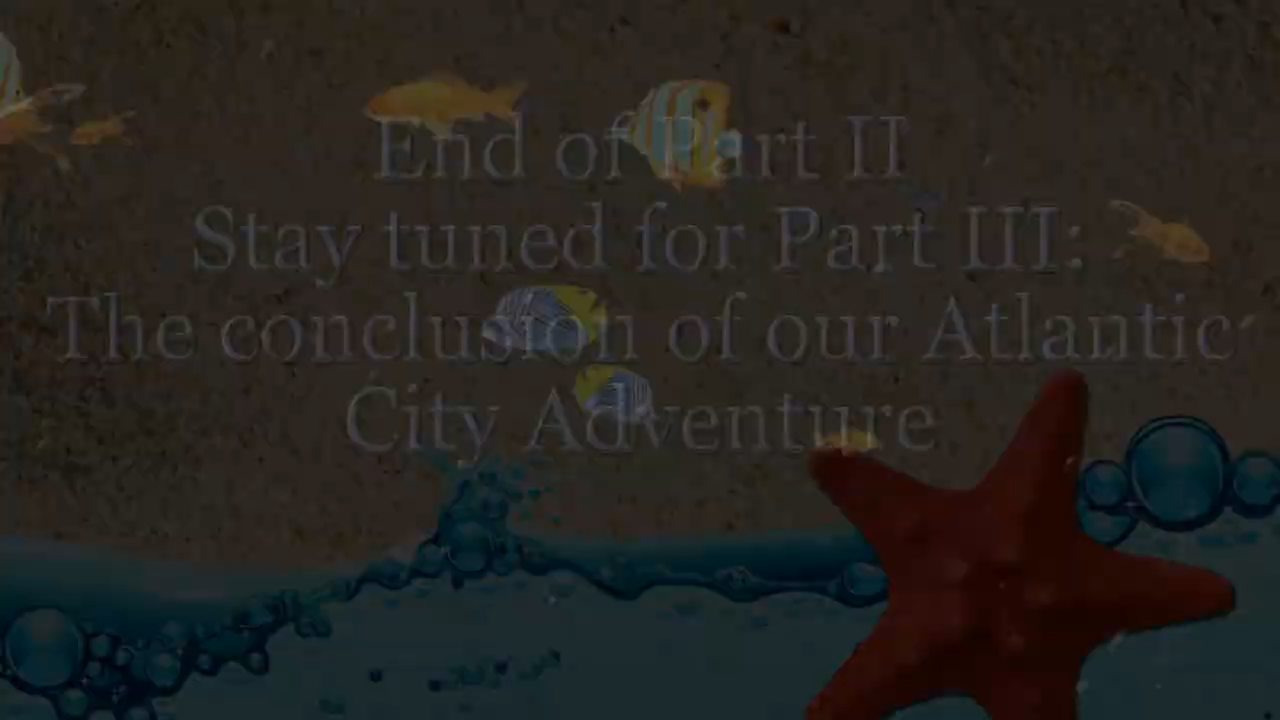 End of Part II
Stay tuned for Part III:
The conclusion of our Atlantic
City Adventure